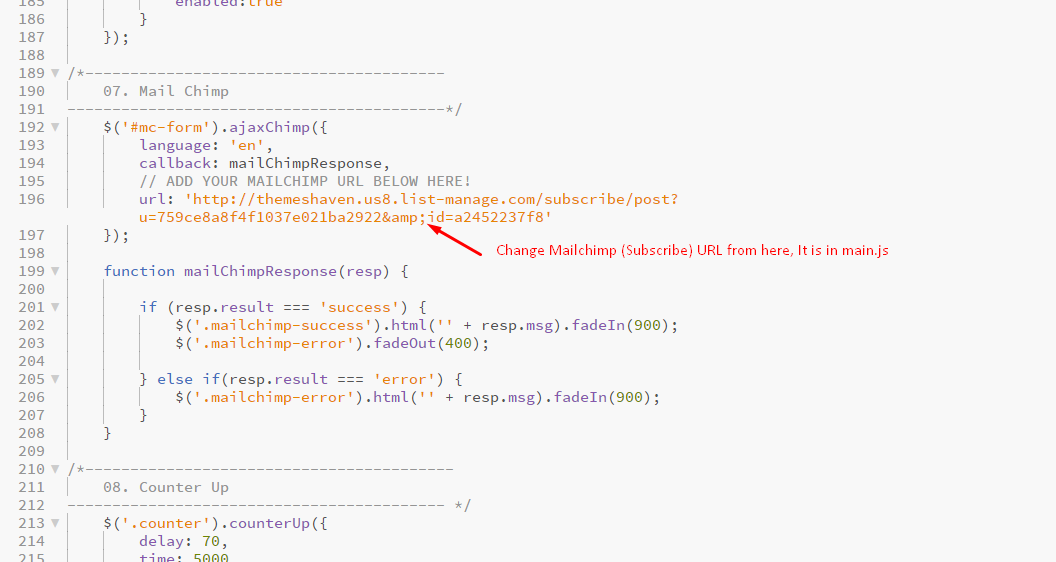 185 enabled:true
186 }
187 });
188
189 /*----------------------------------------
190 07. Mail Chimp
191 ------------------------------------------*/
192 $('#mc-form').ajaxChimp({
193 language: 'en',
194 callback: mailChimpResponse,
195 // ADD YOUR MAILCHIMP URL BELOW HERE!
196 url: 'http://themeshaven.us8.list-manage.com/subscribe/post?
u=759ce8a8f4f1037e021ba2922&amp;id=a2452237f8'
197 });
Change Mailchimp (Subscribe) URL from here, It is in main.js
198
199 function mailChimpResponse(resp) {
200
201 if (resp.result === 'success') {
202 $('.mailchimp-success').html('' + resp.msg).fadeIn(900);
203 $('.mailchimp-error').fadeOut(400);
204
205 } else if(resp.result === 'error') {
206 $('.mailchimp-error').html('' + resp.msg).fadeIn(900);
207 }
208 }
209
210 /*-----------------------------------------
211 08. Counter Up
212 ------------------------------------------ */
213 $('.counter').counterUp({
214 delay: 70,
215 time: 5000